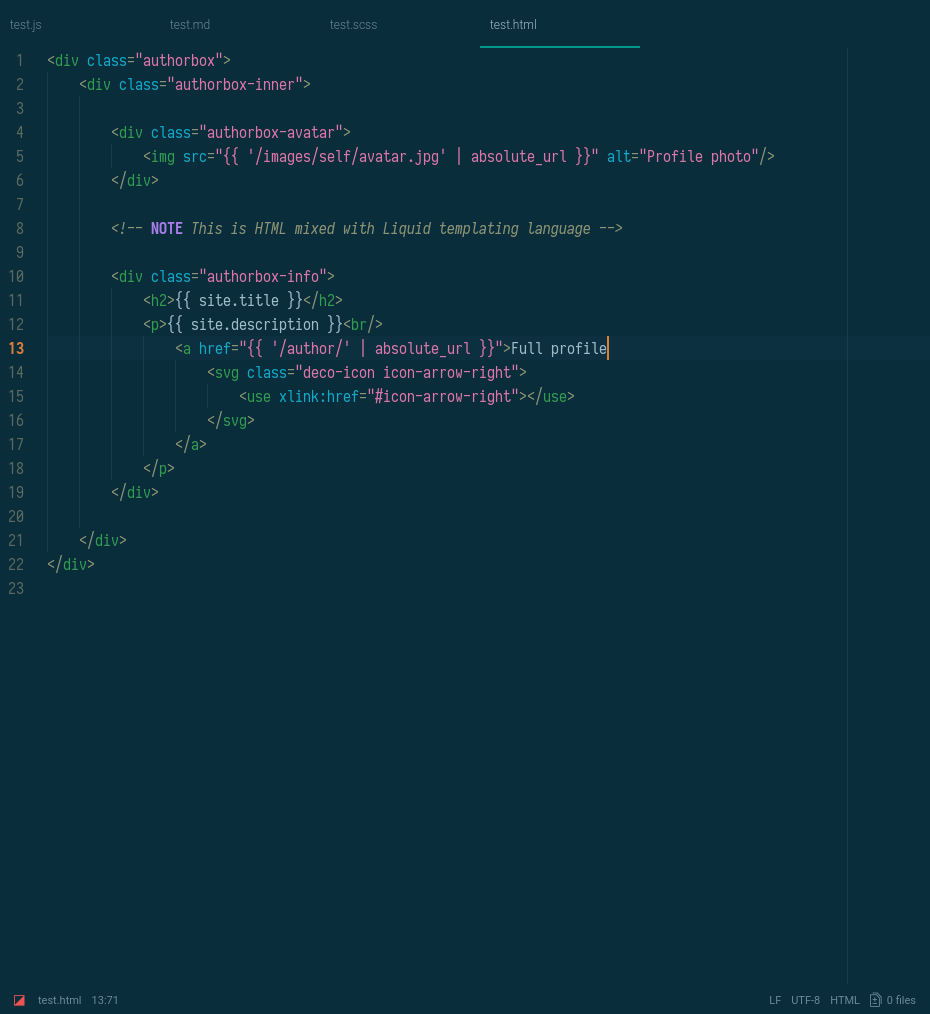 test.js test.md test.scss test.html
1 <div class="authorbox">
2     <div class="authorbox-inner">
3
4         <div class="authorbox-avatar">
5             <img src="{{ '/images/self/avatar.jpg' | absolute_url }}" alt="Profile photo"/>
6         </div>
7
8         <!-- NOTE This is HTML mixed with Liquid templating language -->
9
10         <div class="authorbox-info">
11             <h2>{{ site.title }}</h2>
12             <p>{{ site.description }}<br/>
13                 <a href="{{ '/author/' | absolute_url }}">Full profile
14                     <svg class="deco-icon icon-arrow-right">
15                         <use xlink:href="#icon-arrow-right"></use>
16                     </svg>
17                 </a>
18             </p>
19         </div>
20
21     </div>
22 </div>
23
test.html 13:71 LF UTF-8 HTML 0 files